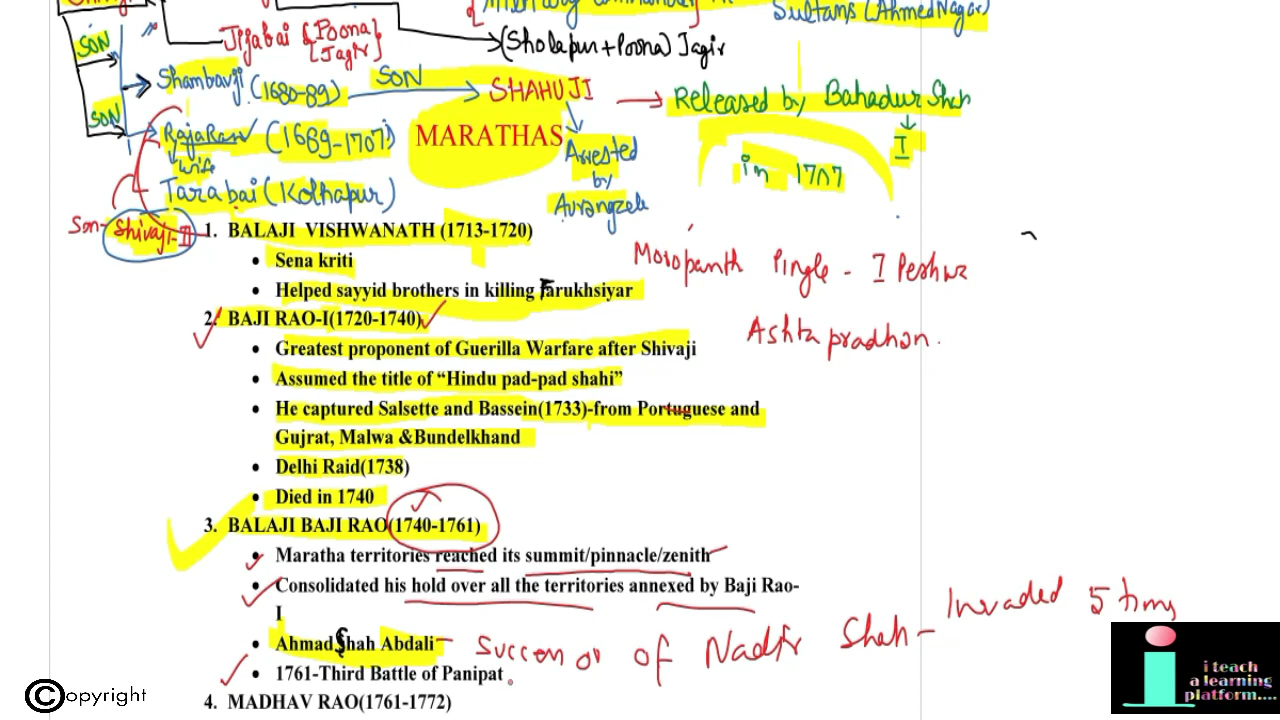 Military Commander
Sultans (AhmedNagar)
Jijabai {Poona
{Jagir}
(Sholapur+Poona) Jagir
SON
Shambavji (1680-89)
SON
SHAHUJI
Released by Bahadur Shah
I
in 1707
SON
RajaRam (1689-1707)
wife
MARATHAS
Arrested
by
Aurangzeb
Tarabai (Kolhapur)
Son- Shivaji-II
1. BALAJI VISHWANATH (1713-1720)
• Sena kriti
• Helped sayyid brothers in killing Farukhsiyar
Moropanth Pingle - I Peshwa
Ashta pradhan.
2. BAJI RAO-I(1720-1740)
• Greatest proponent of Guerilla Warfare after Shivaji
• Assumed the title of “Hindu pad-pad shahi”
• He captured Salsette and Bassein(1733)-from Portuguese and
Gujrat, Malwa &Bundelkhand
• Delhi Raid(1738)
• Died in 1740
3. BALAJI BAJI RAO(1740-1761)
• Maratha territories reached its summit/pinnacle/zenith
• Consolidated his hold over all the territories annexed by Baji Rao-
I
• Ahmad Shah Abdali - Successor of Nadir Shah - Invaded 5 times
• 1761-Third Battle of Panipat
4. MADHAV RAO(1761-1772)
© opyright
i teach
a learning
platform....